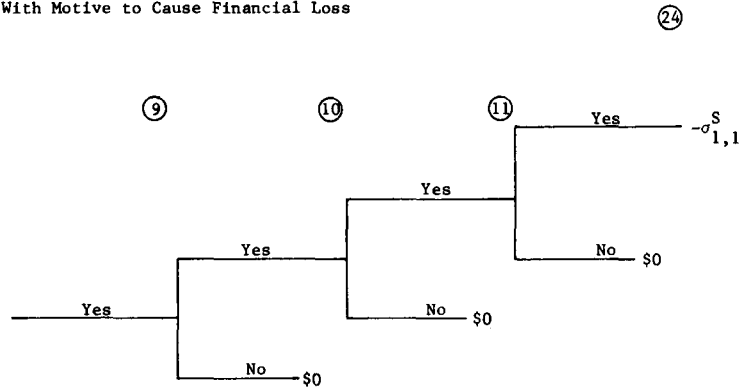 With Motive to Cause Financial Loss
24
9 10 11
Yes -σ^S_{1,1}
Yes
Yes No $0
Yes No $0
No $0